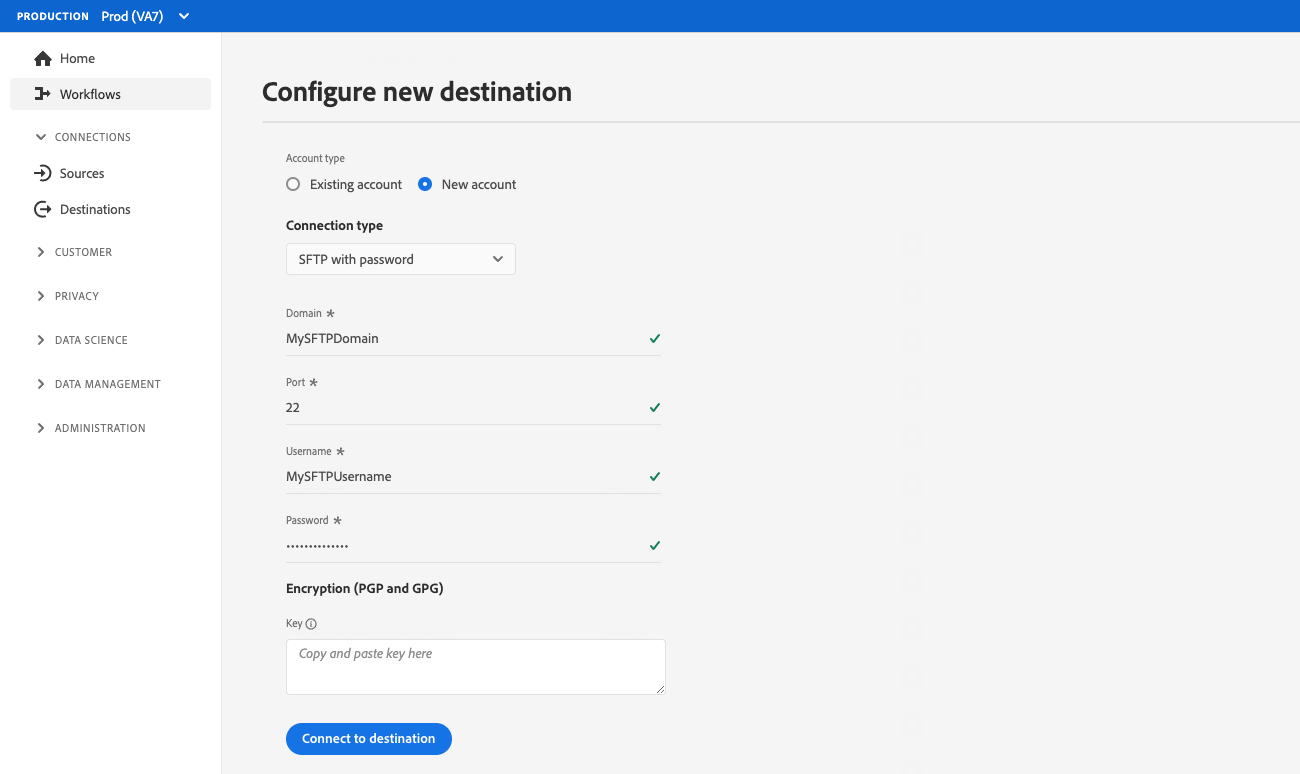 PRODUCTION Prod (VA7)
Home
Workflows
CONNECTIONS
Sources
Destinations
CUSTOMER
PRIVACY
DATA SCIENCE
DATA MANAGEMENT
ADMINISTRATION
Configure new destination
Account type
Existing account New account
Connection type
SFTP with password
Domain *
MySFTPDomain
Port *
22
Username *
MySFTPUsername
Password *
••••••••••••••
Encryption (PGP and GPG)
Key
Copy and paste key here
Connect to destination